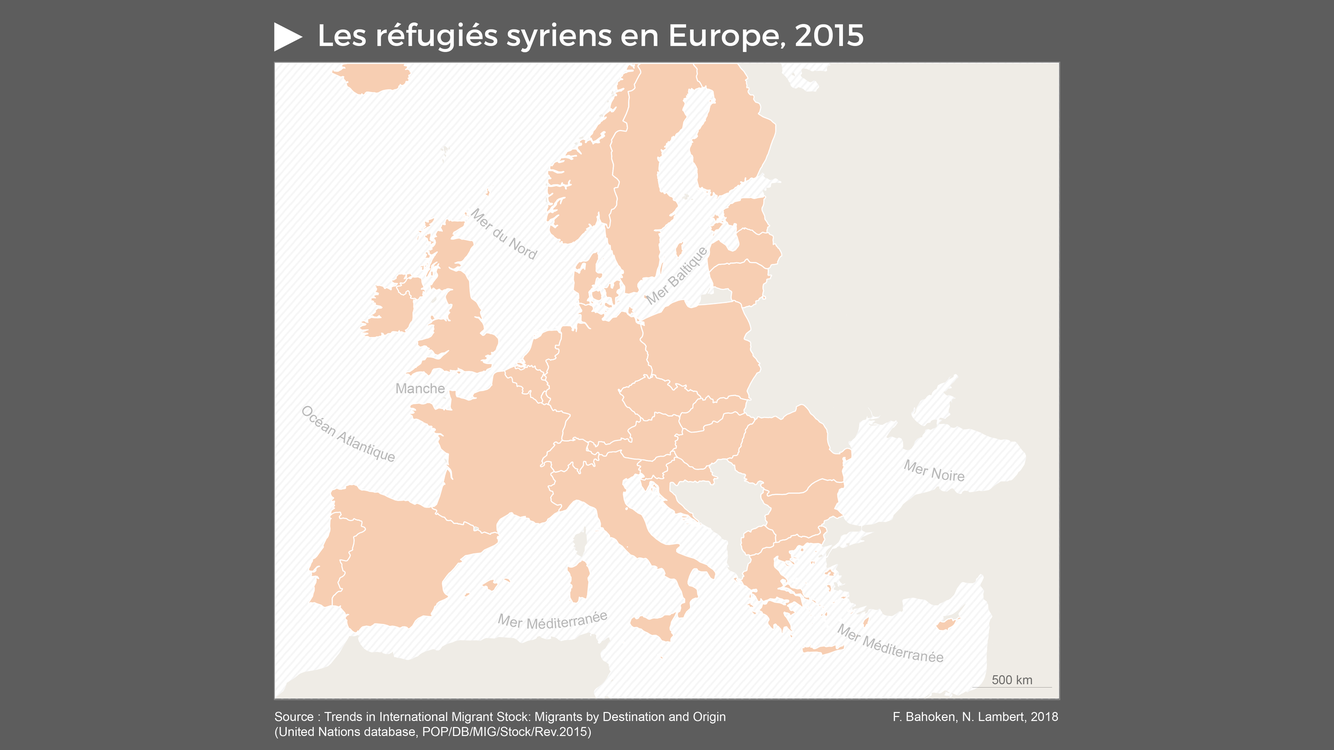 Les réfugiés syriens en Europe, 2015
Mer du Nord
Mer Baltique
Manche
Océan Atlantique
Mer Noire
Mer Méditerranée
Mer Méditerranée
500 km
Source : Trends in International Migrant Stock: Migrants by Destination and Origin
(United Nations database, POP/DB/MIG/Stock/Rev.2015)
F. Bahoken, N. Lambert, 2018